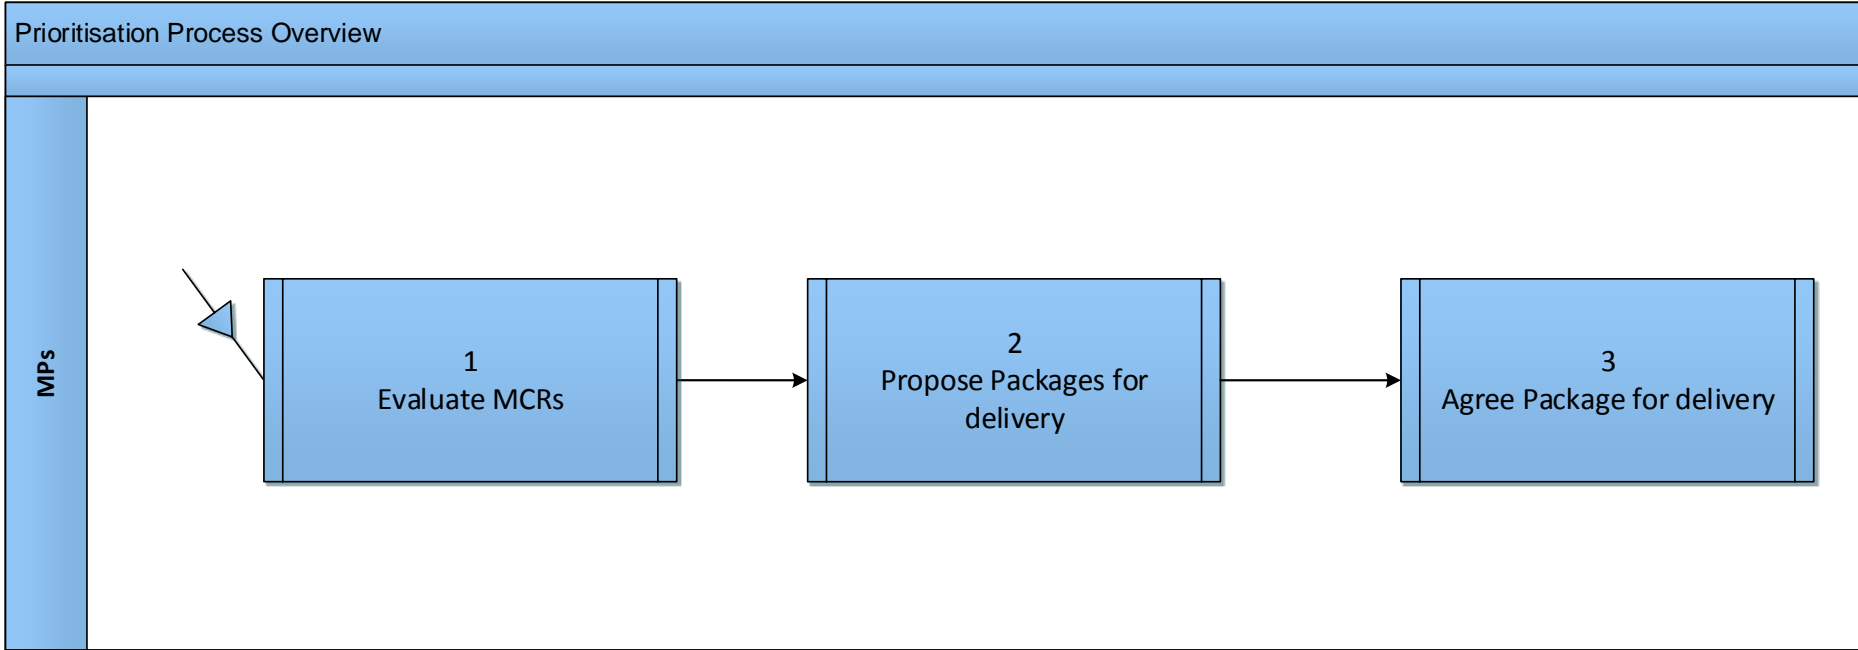 Prioritisation Process Overview
MPs
1
Evaluate MCRs
2
Propose Packages for
delivery
3
Agree Package for delivery